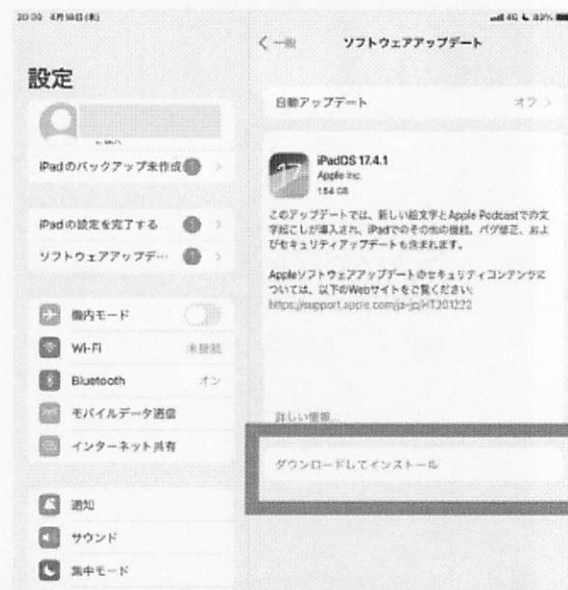 4月18日(木)
4G 82%
設定
iPadのバックアップ未作成
iPadの設定を完了する
ソフトウェアアップデ…
機内モード
Wi-Fi 未接続
Bluetooth オン
モバイルデータ通信
インターネット共有
通知
サウンド
集中モード
一般 ソフトウェアアップデート
自動アップデート オフ
17
iPadOS 17.4.1
Apple Inc.
このアップデートでは、新しい絵文字とApple Podcastでの文
字起こしが導入され、iPadでのその他の機能、バグ修正、およ
びセキュリティアップデートも含まれます。
Appleソフトウェアアップデートのセキュリティコンテンツに
ついては、以下のWebサイトをご覧ください:
https://support.apple.com/ja-jp/HT201222
詳しい情報...
ダウンロードしてインストール